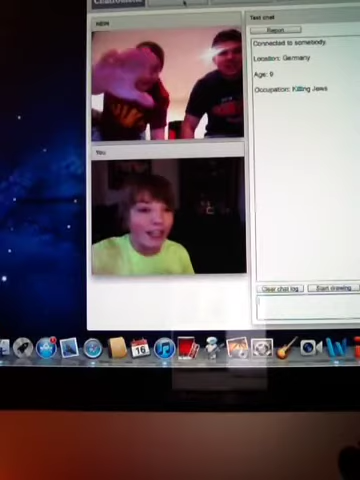 Text chat
Report
Connected to somebody.
Location: Germany
Age: 9
Occupation: Killing Jews
You
Clear chat log
Start drawing
16